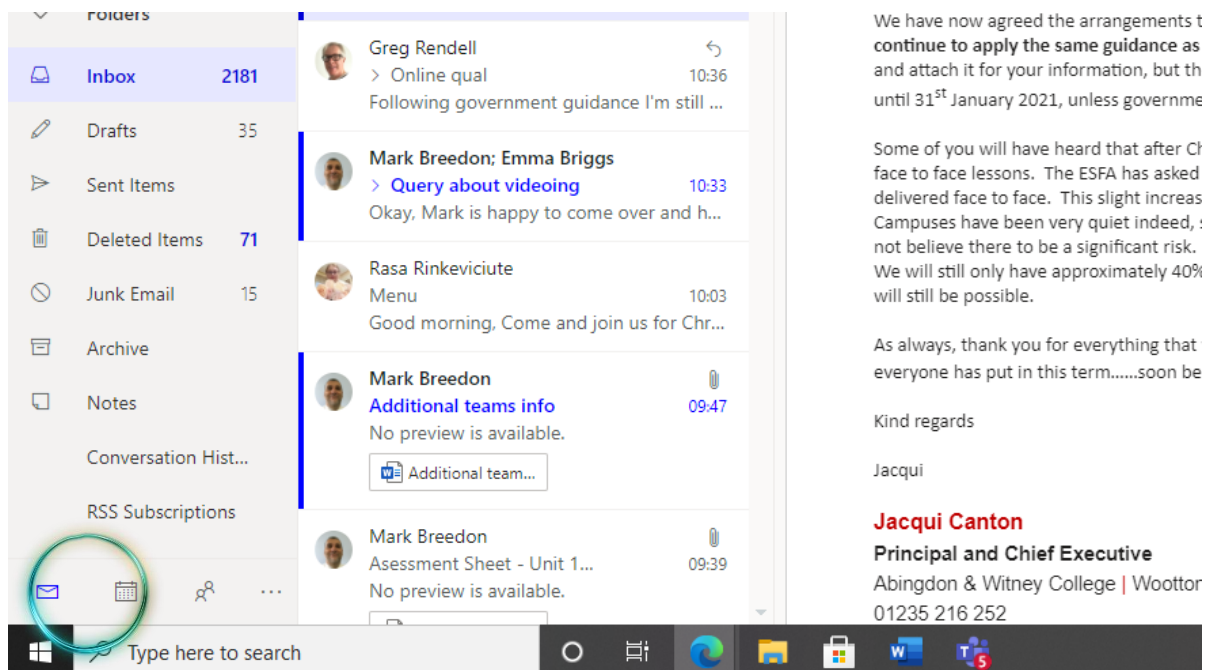 Folders
Inbox 2181
Drafts 35
Sent Items
Deleted Items 71
Junk Email 15
Archive
Notes
Conversation Hist...
RSS Subscriptions
Greg Rendell
> Online qual 10:36
Following government guidance I'm still ...
Mark Breedon; Emma Briggs
> Query about videoing 10:33
Okay, Mark is happy to come over and h...
Rasa Rinkeviciute
Menu 10:03
Good morning, Come and join us for Chr...
Mark Breedon
Additional teams info 09:47
No preview is available.
Additional team...
Mark Breedon
Asessment Sheet - Unit 1... 09:39
No preview is available.
We have now agreed the arrangements t
continue to apply the same guidance as
and attach it for your information, but th
until 31st January 2021, unless governme
Some of you will have heard that after Ch
face to face lessons. The ESFA has asked
delivered face to face. This slight increas
Campuses have been very quiet indeed, s
not believe there to be a significant risk.
We will still only have approximately 40%
will still be possible.
As always, thank you for everything that
everyone has put in this term......soon be
Kind regards
Jacqui
Jacqui Canton
Principal and Chief Executive
Abingdon & Witney College | Wootton
01235 216 252
Type here to search
5